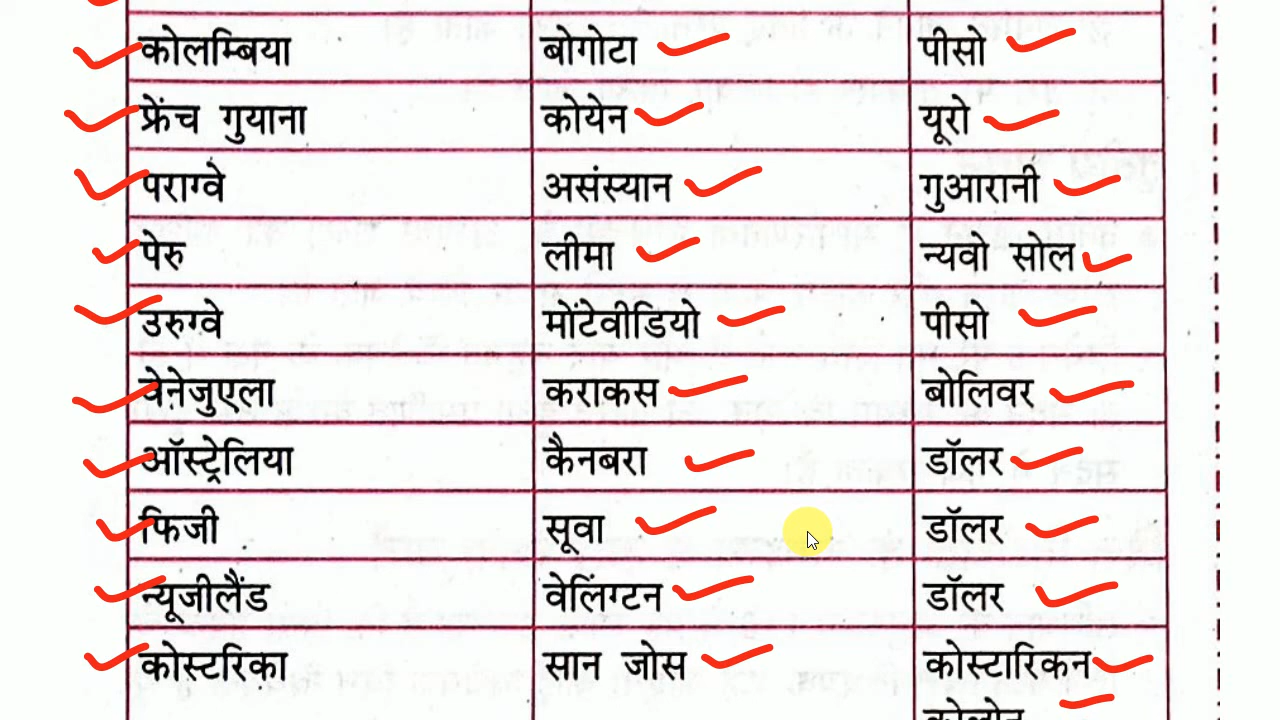 कोलम्बिया बोगोटा पीसो
फ्रेंच गुयाना कोयेन यूरो
पराग्वे असंस्यान गुआरानी
पेरु लीमा न्यवो सोल
उरुग्वे मोंटेवीडियो पीसो
वेनेजुएला कराकस बोलिवर
ऑस्ट्रेलिया कैनबरा डॉलर
फिजी सूवा डॉलर
न्यूजीलैंड वेलिंग्टन डॉलर
कोस्टरिका सान जोस कोस्टारिकन